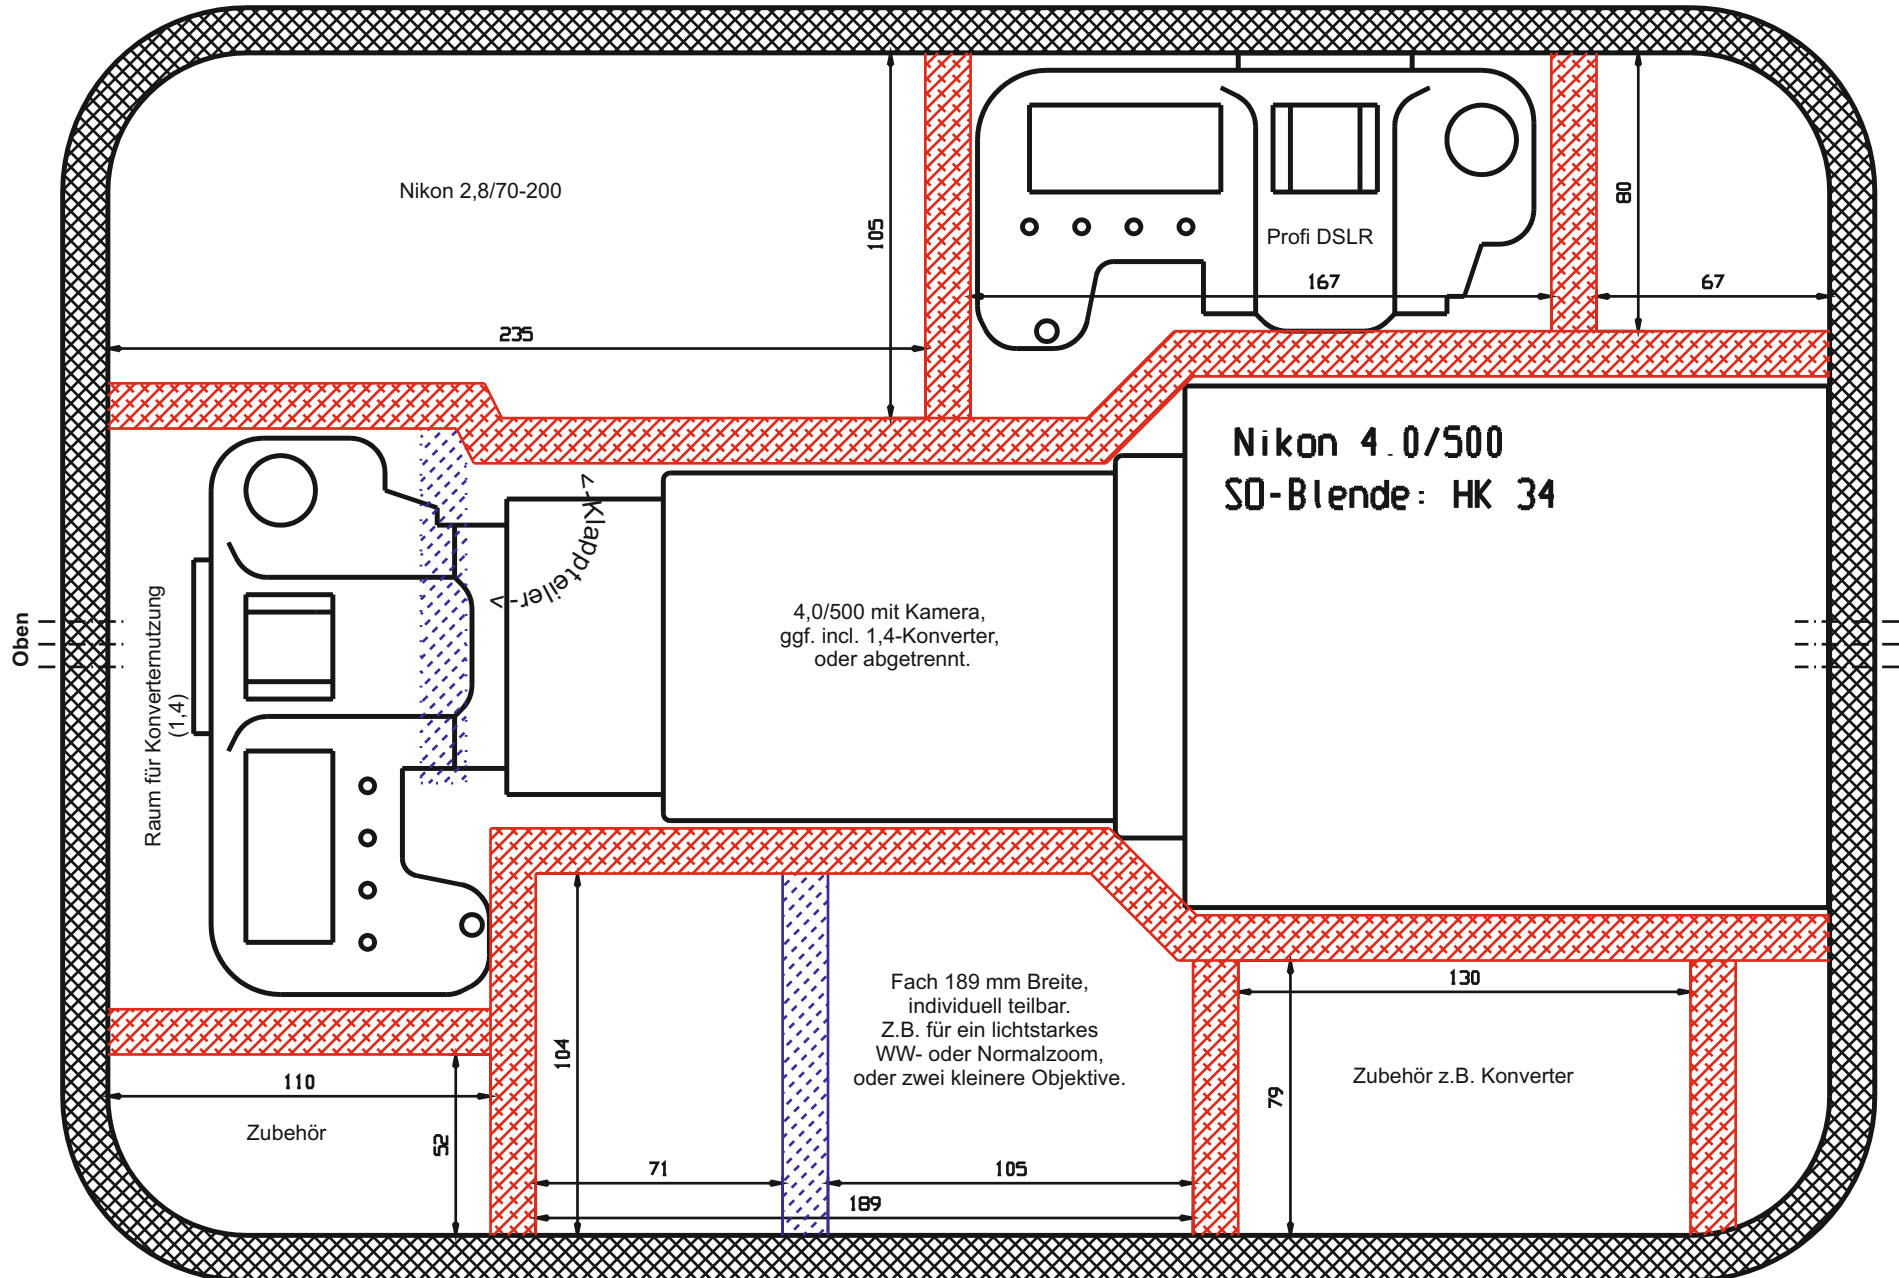 Nikon 2,8/70-200
105
235
Profi DSLR
167
80
67
Nikon 4.0/500
SO-Blende: HK 34
<-Klappteiler->
Oben
Raum für Konverternutzung
(1,4)
4,0/500 mit Kamera,
ggf. incl. 1,4-Konverter,
oder abgetrennt.
110
Zubehör
52
104
71
Fach 189 mm Breite,
individuell teilbar.
Z.B. für ein lichtstarkes
WW- oder Normalzoom,
oder zwei kleinere Objektive.
105
189
130
79
Zubehör z.B. Konverter